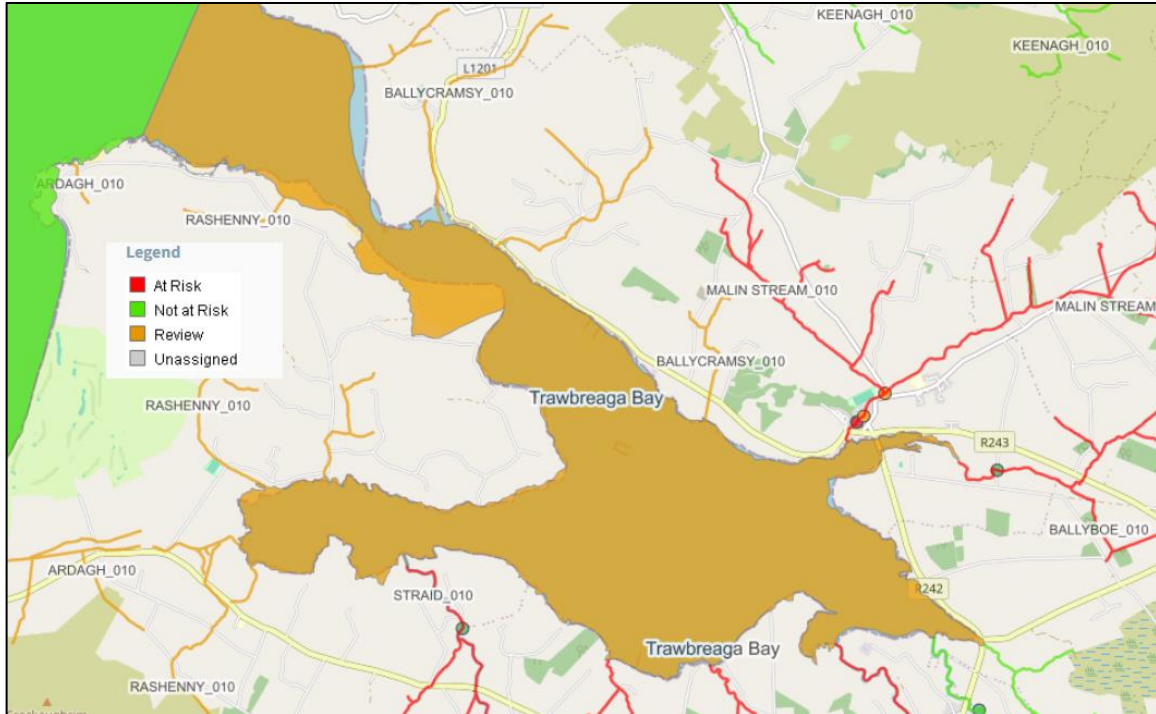 KEENAGH_010
KEENAGH_010
L1201
BALLYCRAMSY_010
ARDAGH_010
RASHENNY_010
Legend
At Risk
Not at Risk
Review
Unassigned
MALIN STREAM_010
MALIN STREAM
BALLYCRAMSY_010
Trawbreaga Bay
RASHENNY_010
R243
BALLYBOE_010
ARDAGH_010
STRAID_010
R242
Trawbreaga Bay
RASHENNY_010